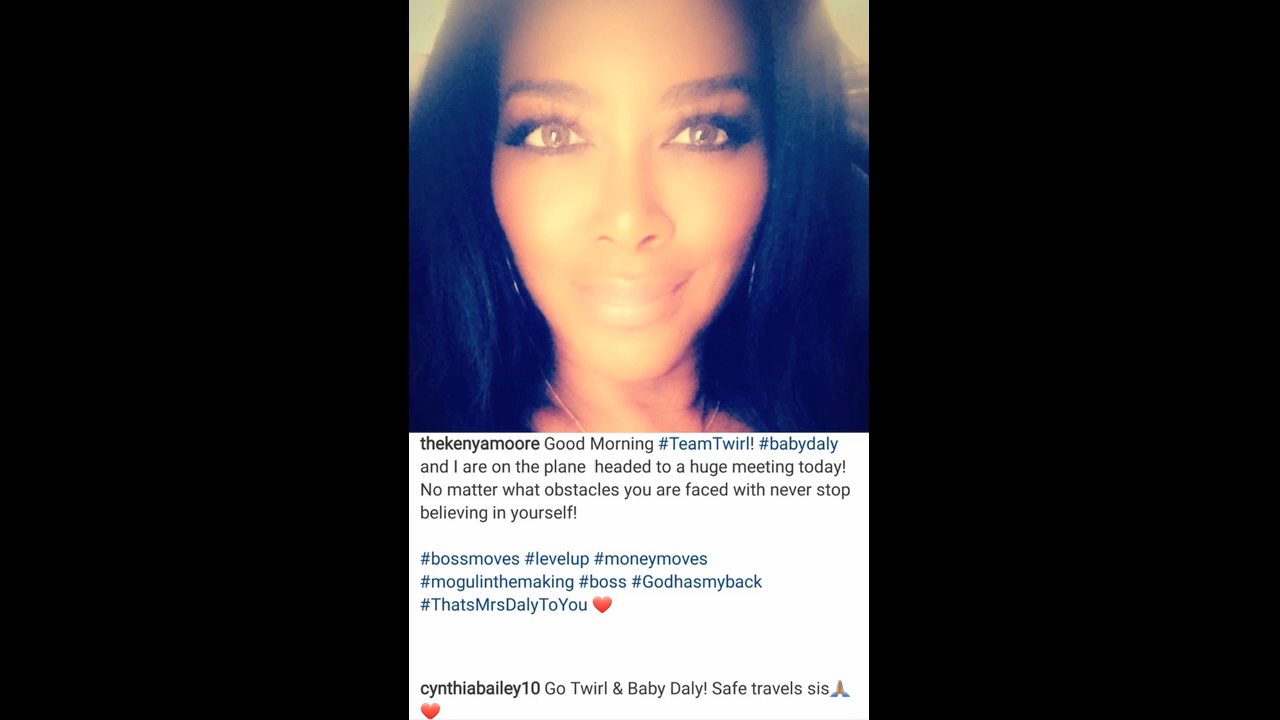 thekenyamoore Good Morning #TeamTwirl! #babydaly
and I are on the plane  headed to a huge meeting today!
No matter what obstacles you are faced with never stop
believing in yourself!
#bossmoves #levelup #moneymoves
#mogulinthemaking #boss #Godhasmyback
#ThatsMrsDalyToYou ❤️
cynthiabailey10 Go Twirl & Baby Daly! Safe travels sis🙏🏽
❤️